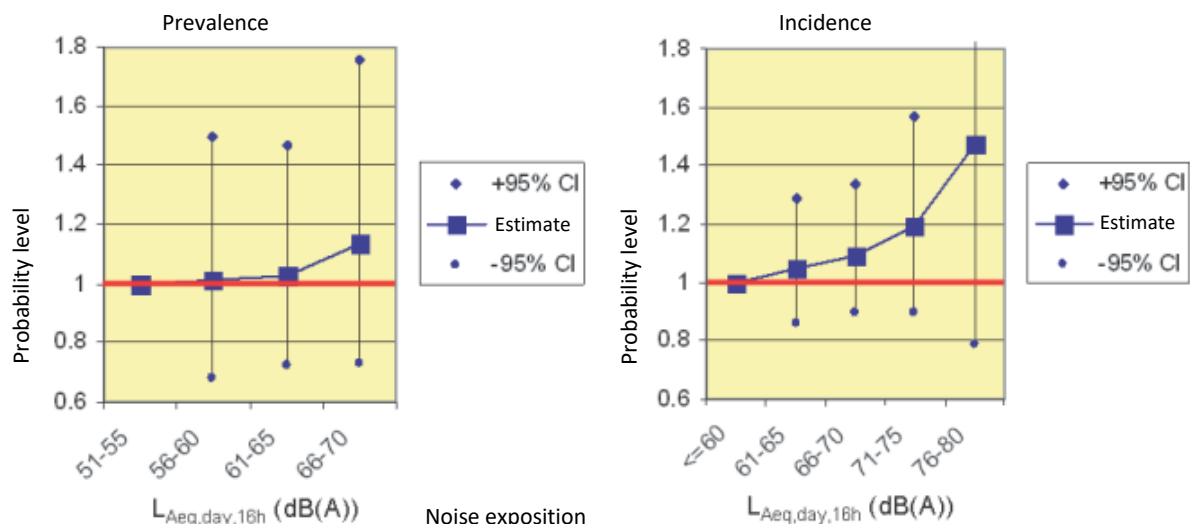 Prevalence
1.8
1.6
1.4
1.2
1
0.8
0.6
Probability level
51-55
56-60
61-65
66-70
LAeq,day,16h (dB(A))
+95% CI
Estimate
-95% CI
Incidence
1.8
1.6
1.4
1.2
1
0.8
0.6
Probability level
<=60
61-65
66-70
71-75
76-80
LAeq,day,16h (dB(A))
+95% CI
Estimate
-95% CI
Noise exposition